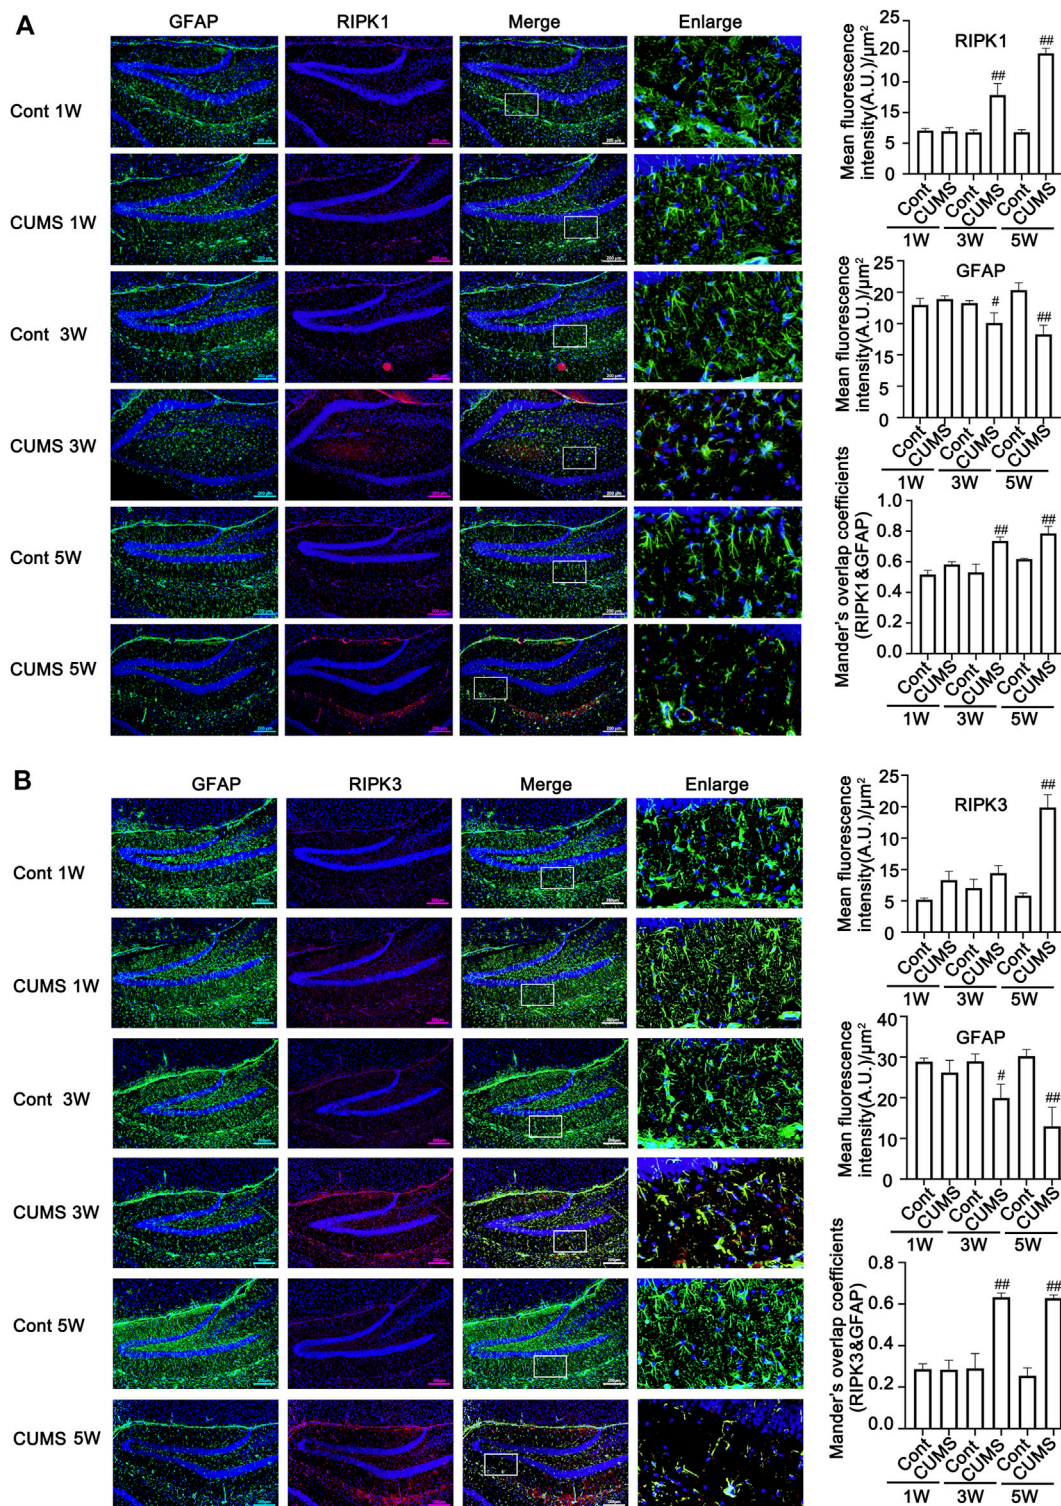 A
GFAP RIPK1 Merge Enlarge
Cont 1W
CUMS 1W
Cont 3W
CUMS 3W
Cont 5W
CUMS 5W
200 μm
Mean fluorescence
intensity(A.U.)/μm²
RIPK1
25
20
15
5
0
##
##
Cont CUMS Cont CUMS Cont CUMS
1W 3W 5W
Mean fluorescence
intensity(A.U.)/μm²
GFAP
25
20
10
15
5
0
#
##
Cont CUMS Cont CUMS Cont CUMS
1W 3W 5W
Mander's overlap coefficients
(RIPK1&GFAP)
1.0
0.8
0.6
0.4
0.2
0.0
##
##
Cont CUMS Cont CUMS Cont CUMS
1W 3W 5W
B
GFAP RIPK3 Merge Enlarge
Cont 1W
CUMS 1W
Cont 3W
CUMS 3W
Cont 5W
CUMS 5W
Mean fluorescence
intensity(A.U.)/μm²
RIPK3
25
20
15
5
0
##
Cont CUMS Cont CUMS Cont CUMS
1W 3W 5W
Mean fluorescence
intensity(A.U.)/μm²
GFAP
40
30
20
10
0
#
##
Cont CUMS Cont CUMS Cont CUMS
1W 3W 5W
Mander's overlap coefficients
(RIPK3&GFAP)
0.8
0.6
0.4
0.2
0.0
##
##
Cont CUMS Cont CUMS Cont CUMS
1W 3W 5W